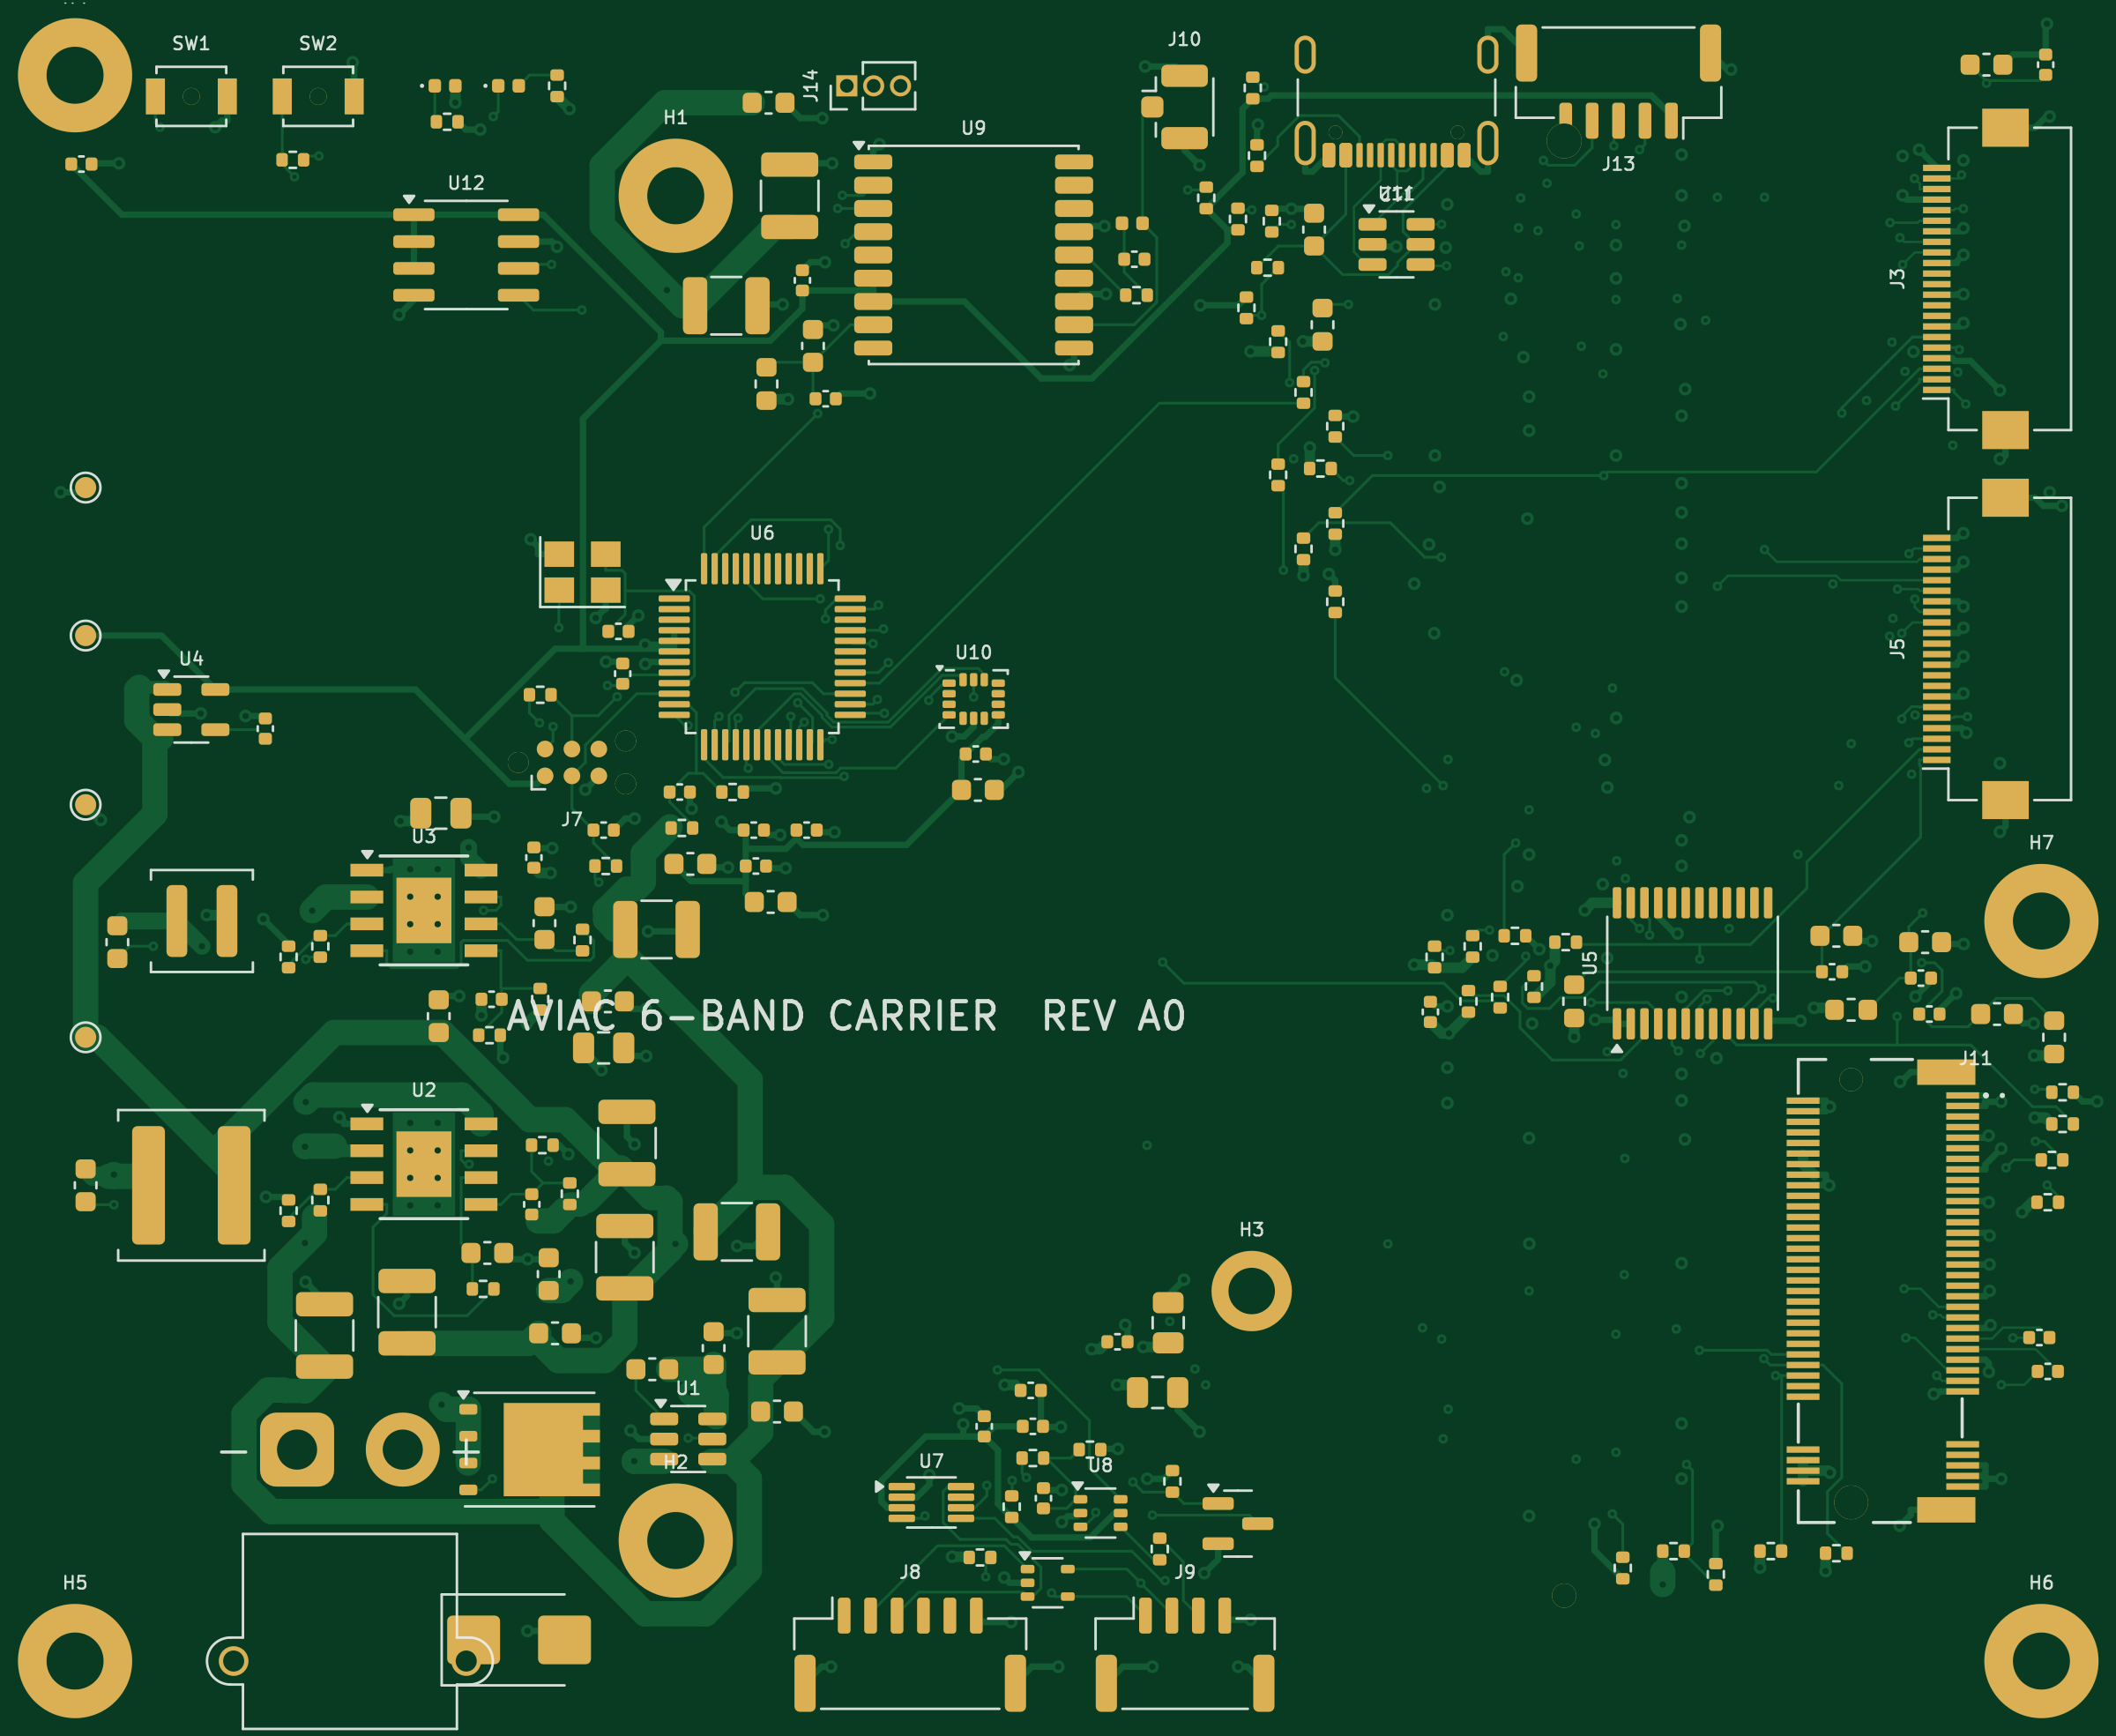 SW1
SW2
J14
J10
H1
U9
J13
U12
U11
J3
U6
U4
U10
J5
J7
U3
H7
U5
AVIAC 6-BAND CARRIER  REV A0
J11
U2
H3
U1
H2
U7
U8
J8
J9
H5
H6
+
−